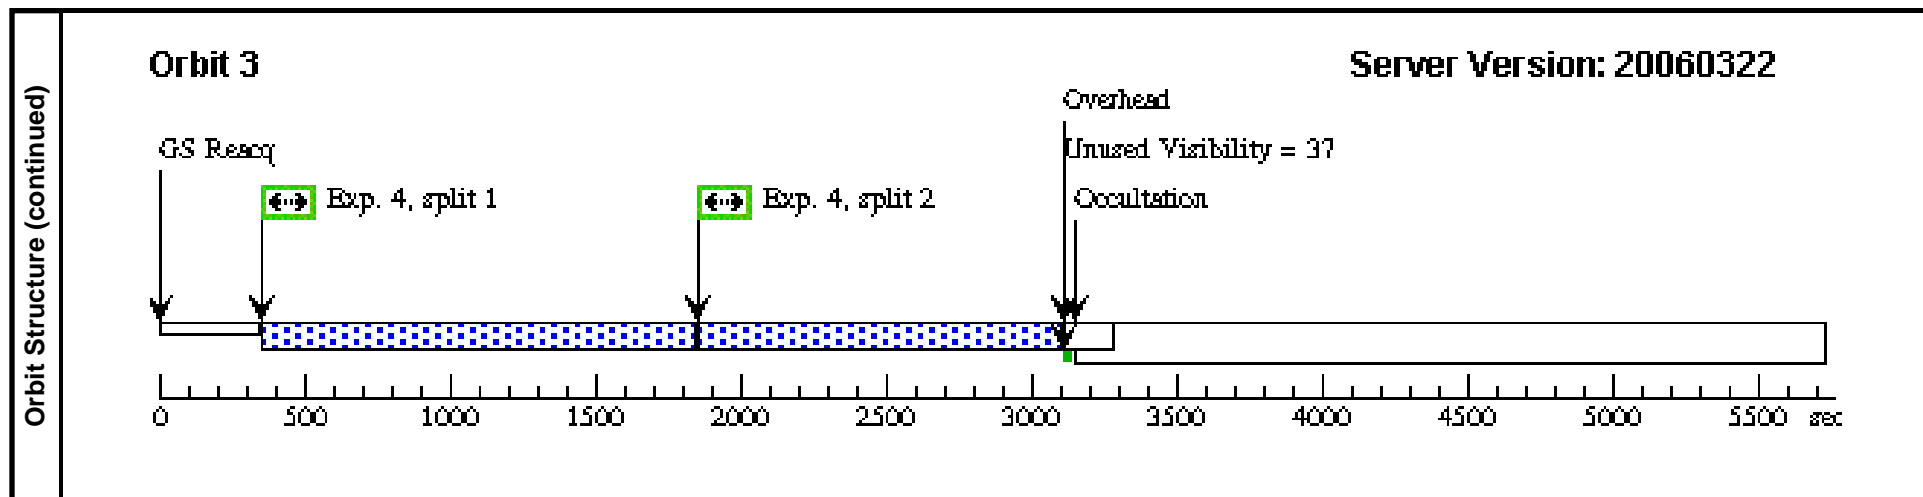 Orbit Structure (continued)
Orbit 3
Server Version: 20060322
Overhead
GS Reacq
Unused Visibility = 37
Exp. 4, split 1
Exp. 4, split 2
Occultation
0 500 1000 1500 2000 2500 3000 3500 4000 4500 5000 5500 sec